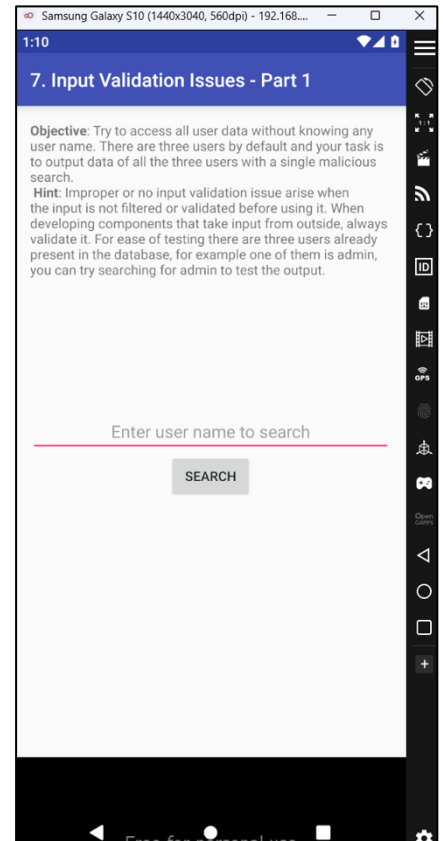 Samsung Galaxy S10 (1440x3040, 560dpi) - 192.168....
1:10
7. Input Validation Issues - Part 1
Objective: Try to access all user data without knowing any
user name. There are three users by default and your task is
to output data of all the three users with a single malicious
search.
Hint: Improper or no input validation issue arise when
the input is not filtered or validated before using it. When
developing components that take input from outside, always
validate it. For ease of testing there are three users already
present in the database, for example one of them is admin,
you can try searching for admin to test the output.
Enter user name to search
SEARCH
1:1
ID
GPS
Open
GAPPS
Free for personal use